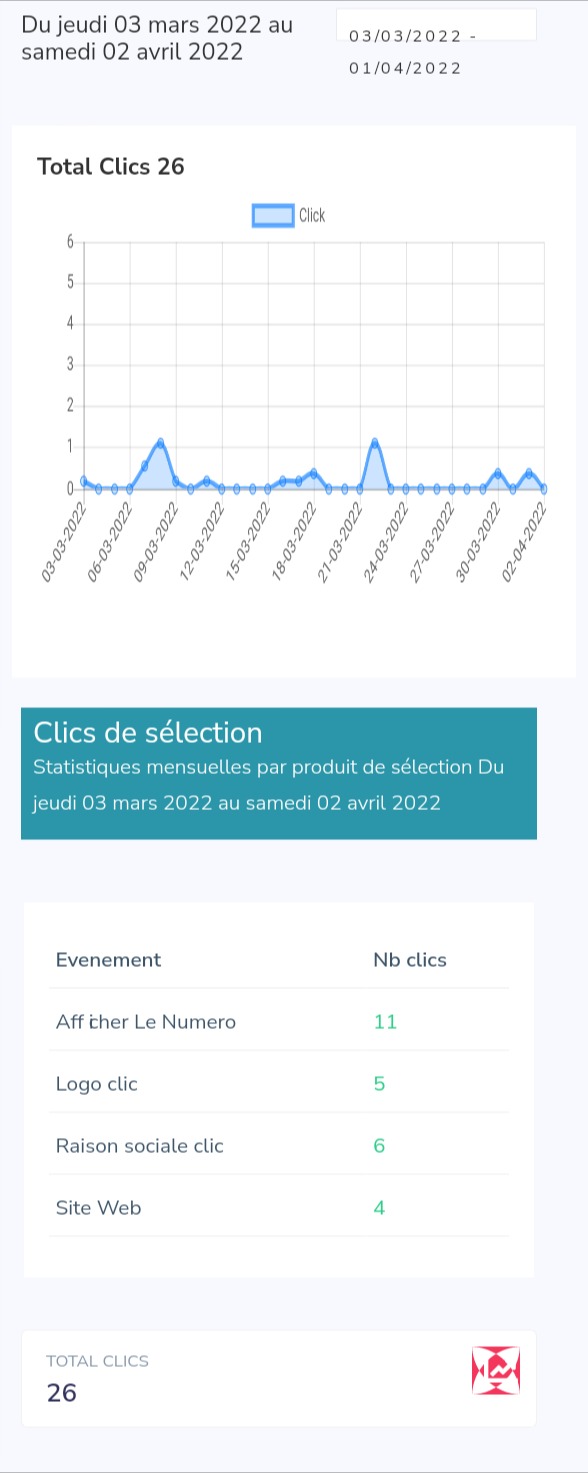 Du jeudi 03 mars 2022 au
samedi 02 avril 2022
03/03/2022 -
01/04/2022
Total Clics 26
Click
6
5
4
3
2
1
0
03-03-2022
06-03-2022
09-03-2022
12-03-2022
15-03-2022
18-03-2022
21-03-2022
24-03-2022
27-03-2022
30-03-2022
02-04-2022
Clics de sélection
Statistiques mensuelles par produit de sélection Du
jeudi 03 mars 2022 au samedi 02 avril 2022
Evenement Nb clics
Afficher Le Numero 11
Logo clic 5
Raison sociale clic 6
Site Web 4
TOTAL CLICS
26